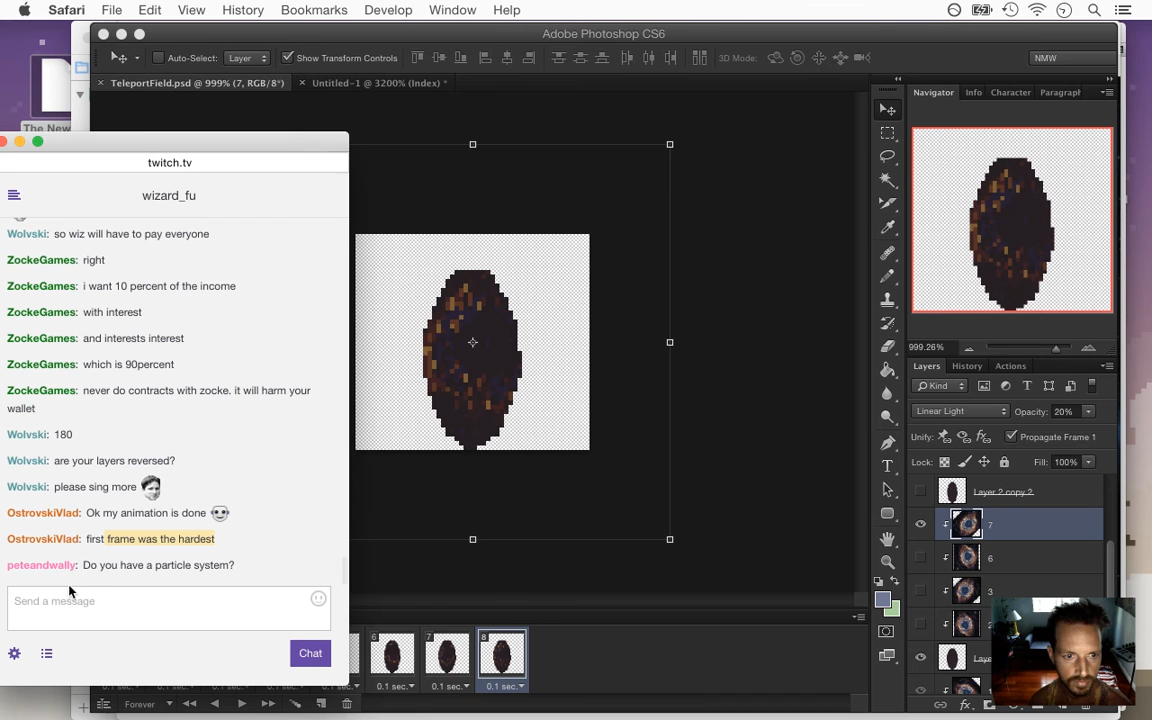 Safari File Edit View History Bookmarks Develop Window Help
Adobe Photoshop CS6
Auto-Select: Layer Show Transform Controls 3D Mode: NMW
TeleportField.psd @ 999% (7, RGB/8*) Untitled-1 @ 3200% (Index) *
Navigator Info Character Paragraph
The New
twitch.tv
wizard_fu
Wolvski: so wiz will have to pay everyone
ZockeGames: right
ZockeGames: i want 10 percent of the income
ZockeGames: with interest
ZockeGames: and interests interest
ZockeGames: which is 90percent
ZockeGames: never do contracts with zocke. it will harm your
wallet
Wolvski: 180
Wolvski: are your layers reversed?
Wolvski: please sing more
OstrovskiVlad: Ok my animation is done
OstrovskiVlad: first frame was the hardest
peteandwally: Do you have a particle system?
Send a message
Chat
999.26%
Layers History Actions
Kind
Linear Light Opacity: 20%
Unify: Propagate Frame 1
Lock: Fill: 100%
Layer 2 copy 2
7
6
3
2
Laye
1
6 7 8
0.1 sec. 0.1 sec. 0.1 sec.
Forever